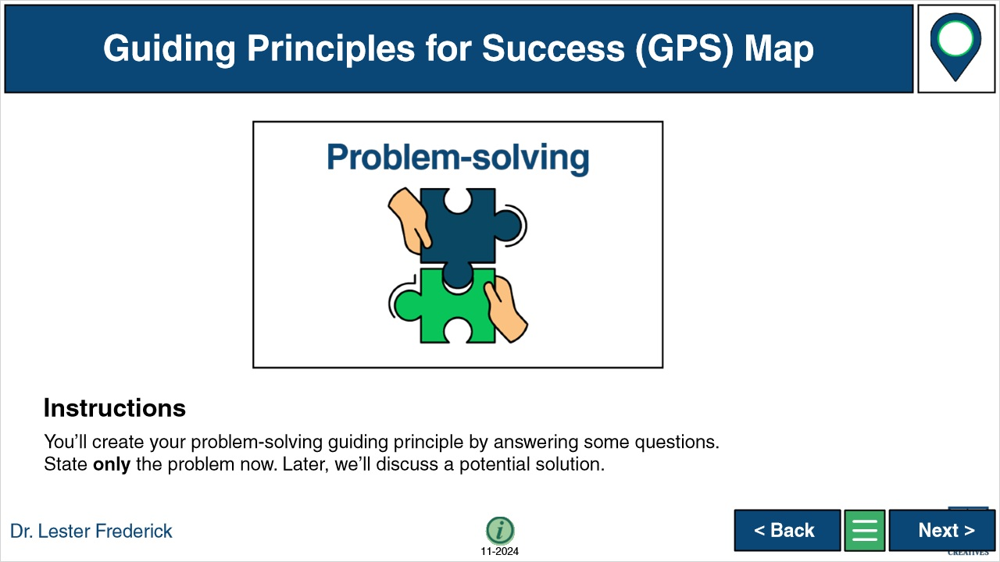 Guiding Principles for Success (GPS) Map
Problem-solving
Instructions
You’ll create your problem-solving guiding principle by answering some questions.
State only the problem now. Later, we’ll discuss a potential solution.
Dr. Lester Frederick
i
11-2024
< Back
Next >
CREATIVES